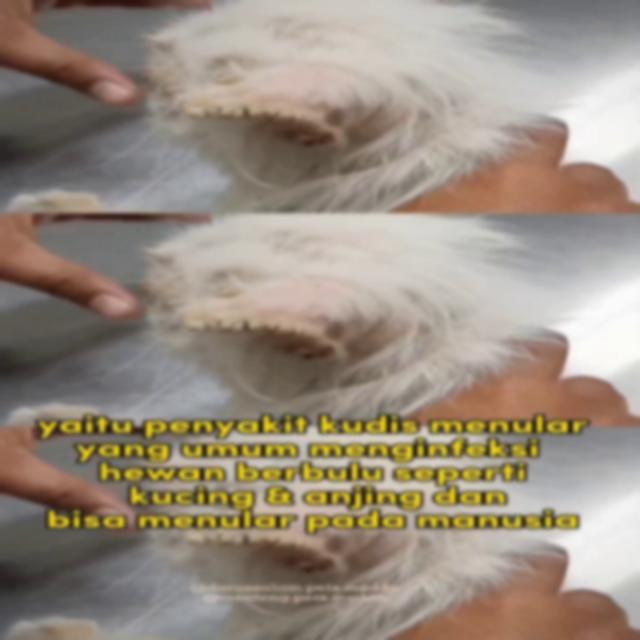 yaitu penyakit kudis menular
yang umum menginfeksi
hewan berbulu seperti
kucing & anjing dan
bisa menular pada manusia